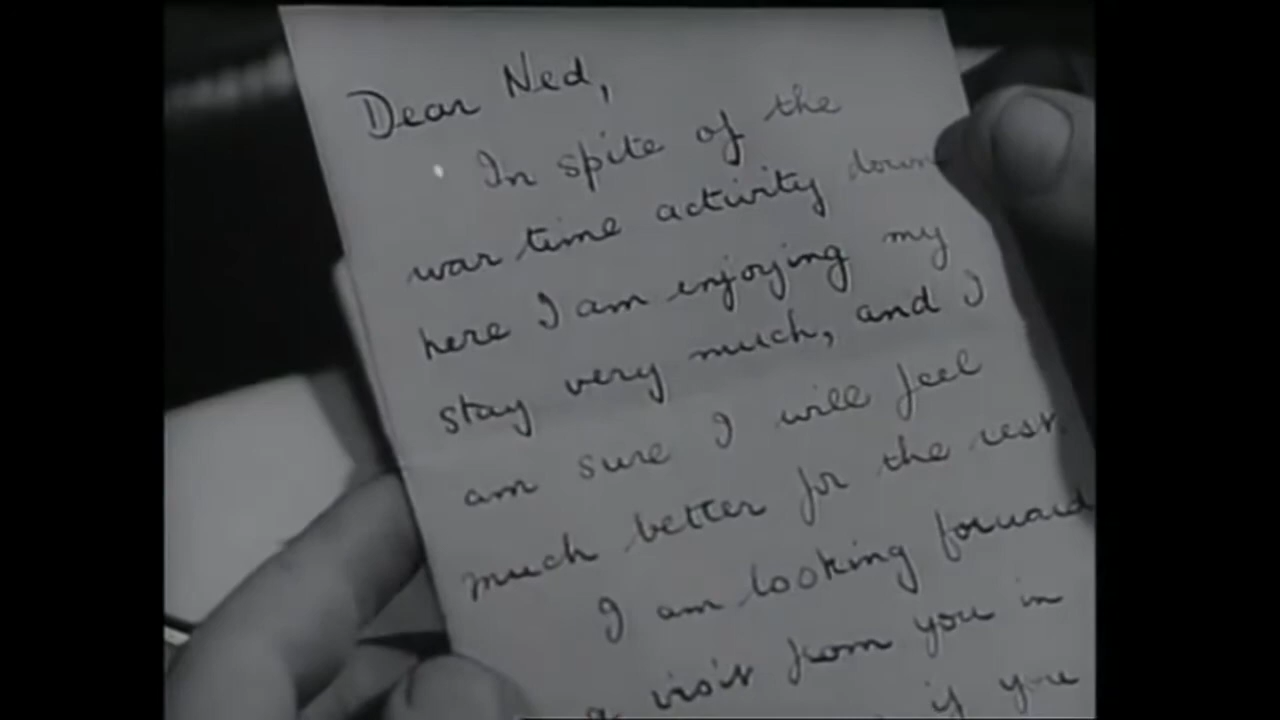 Dear Ned,
In spite of the
war time activity down
here I am enjoying my
stay very much, and I
am sure I will feel
much better for the rest.
I am looking forward
a visit from you in
if you